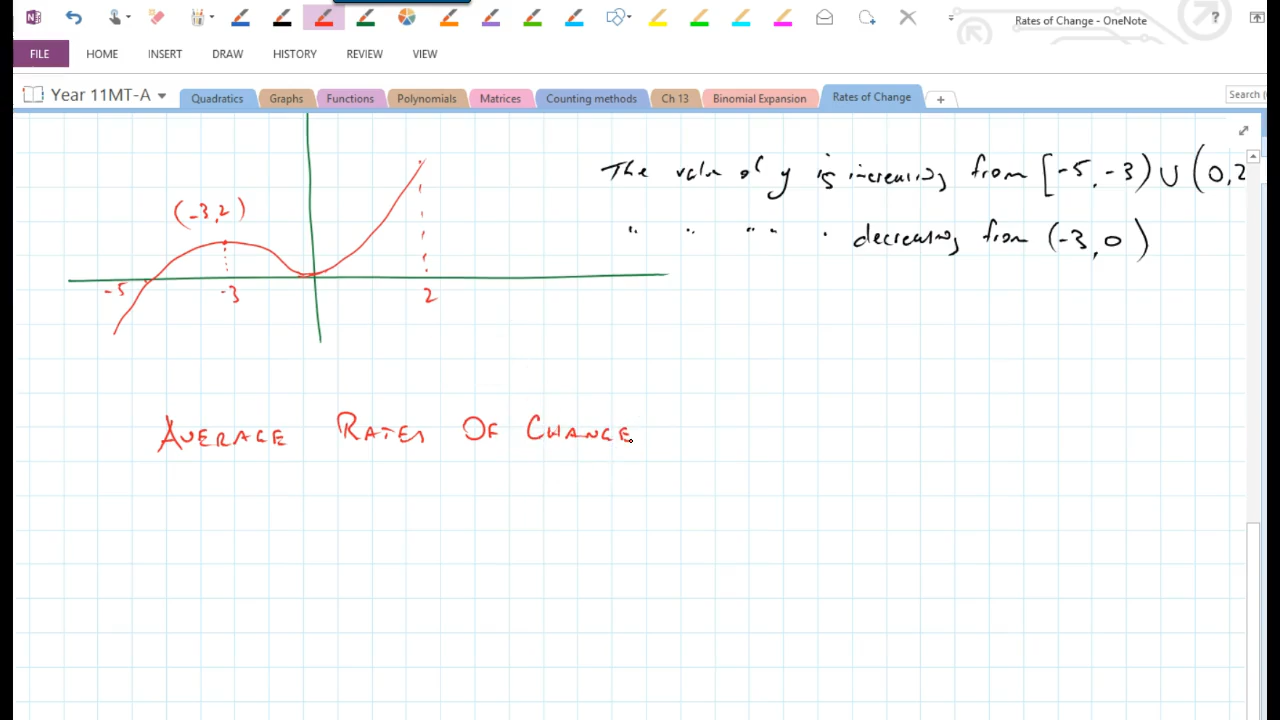 Rates of Change - OneNote
?
FILE HOME INSERT DRAW HISTORY REVIEW VIEW
Year 11MT-A Quadratics Graphs Functions Polynomials Matrices Counting methods Ch 13 Binomial Expansion Rates of Change + Search (
The value of y is increasing from [-5, -3) ∪ (0, 2
" " " " " decreasing from (-3, 0)
(-3, 2)
-5 -3 2
AVERAGE RATES OF CHANGE